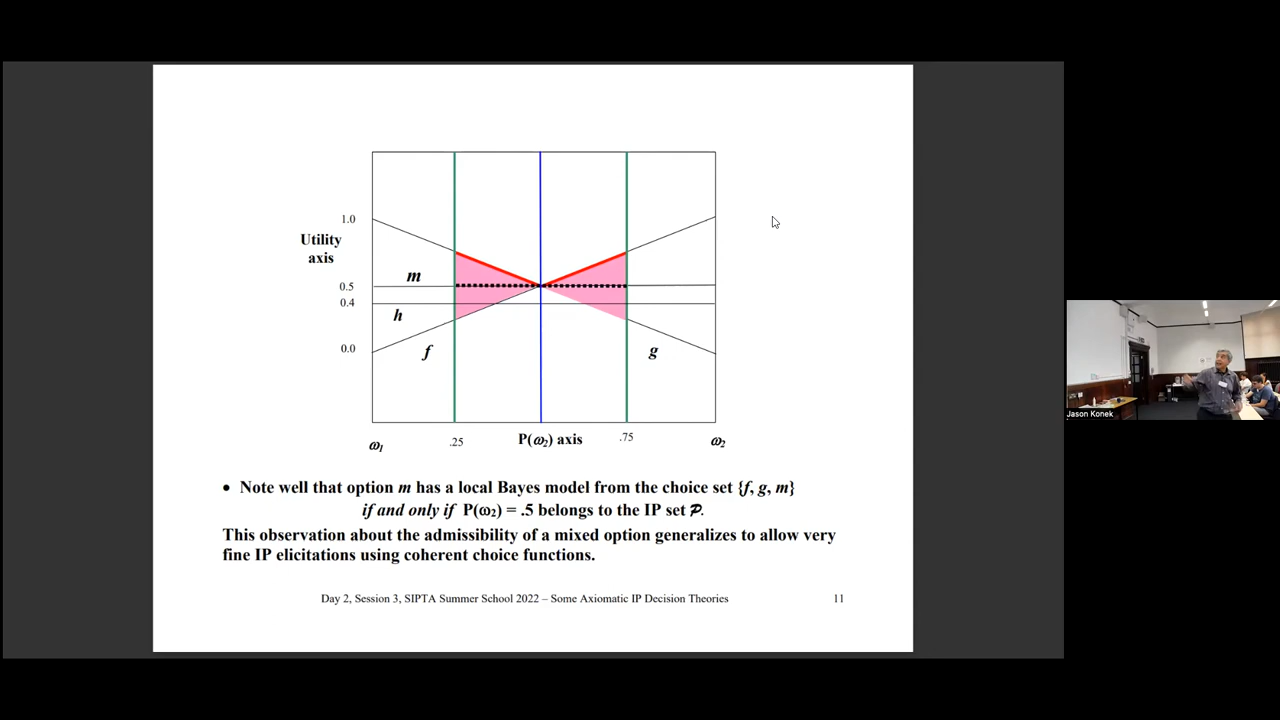 1.0
Utility
axis
m
0.5
0.4
h
0.0
f
g
ω1
.25
P(ω2) axis
.75
ω2
• Note well that option m has a local Bayes model from the choice set {f, g, m}
if and only if P(ω2) = .5 belongs to the IP set 𝒫.
This observation about the admissibility of a mixed option generalizes to allow very
fine IP elicitations using coherent choice functions.
Day 2, Session 3, SIPTA Summer School 2022 – Some Axiomatic IP Decision Theories
11
Jason Konek